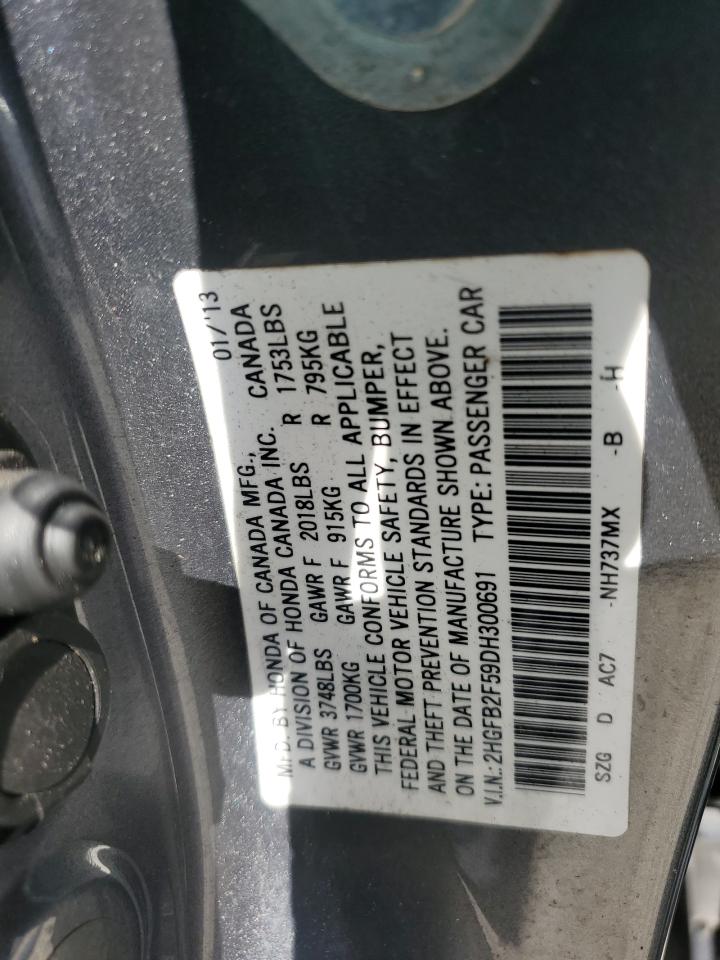 MFD. BY HONDA OF CANADA MFG., 01/'13
A DIVISION OF HONDA CANADA INC. CANADA
GVWR 3748LBS GAWR F 2018LBS R 1753LBS
GVWR 1700KG GAWR F 915KG R 795KG
THIS VEHICLE CONFORMS TO ALL APPLICABLE
FEDERAL MOTOR VEHICLE SAFETY, BUMPER,
AND THEFT PREVENTION STANDARDS IN EFFECT
ON THE DATE OF MANUFACTURE SHOWN ABOVE.
V.I.N.: 2HGFB2F59DH300691 TYPE: PASSENGER CAR
SZG D AC7 -NH737MX -B -H